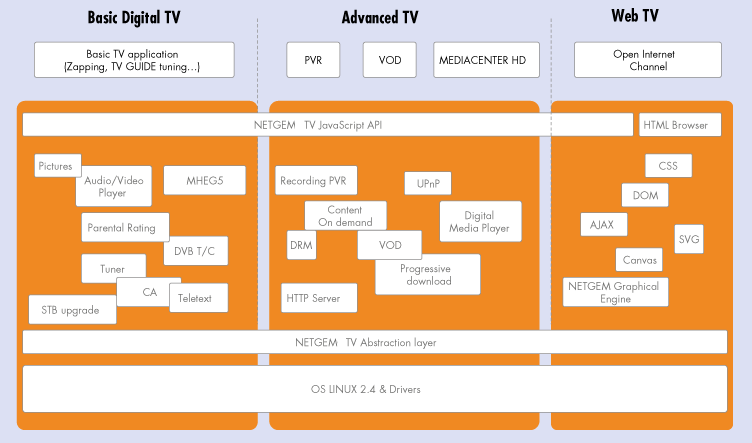 Basic Digital TV
Advanced TV
Web TV
Basic TV application
(Zapping, TV GUIDE tuning...)
PVR
VOD
MEDIACENTER HD
Open Internet
Channel
NETGEM TV JavaScript API
HTML Browser
Pictures
Audio/Video
Player
MHEG5
Parental Rating
DVB T/C
Tuner
CA
Teletext
STB upgrade
Recording PVR
UPnP
Content
On demand
Digital
Media Player
DRM
VOD
Progressive
download
HTTP Server
CSS
DOM
AJAX
SVG
Canvas
NETGEM Graphical
Engine
NETGEM TV Abstraction layer
OS LINUX 2.4 & Drivers